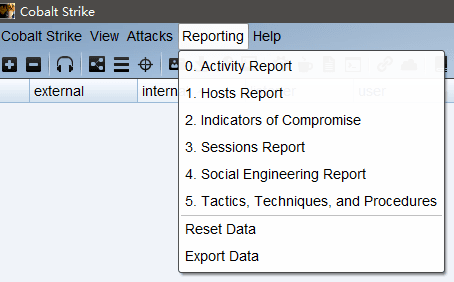 Cobalt Strike
Cobalt Strike View Attacks Reporting Help
external
intern
user
0. Activity Report
1. Hosts Report
2. Indicators of Compromise
3. Sessions Report
4. Social Engineering Report
5. Tactics, Techniques, and Procedures
Reset Data
Export Data